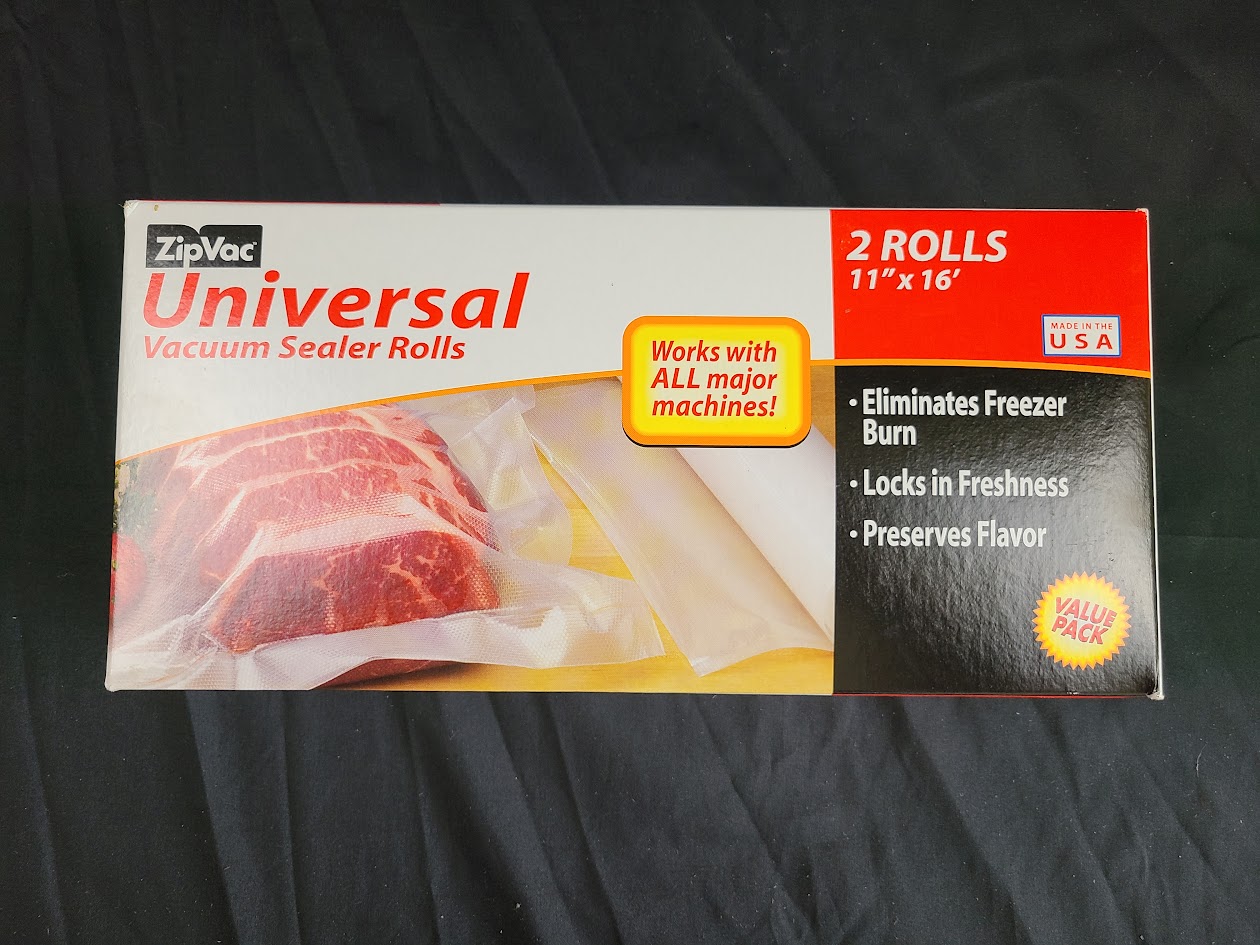 ZipVac™
Universal
Vacuum Sealer Rolls
Works with
ALL major
machines!
2 ROLLS
11" x 16'
MADE IN THE
USA
• Eliminates Freezer
Burn
• Locks in Freshness
• Preserves Flavor
VALUE
PACK